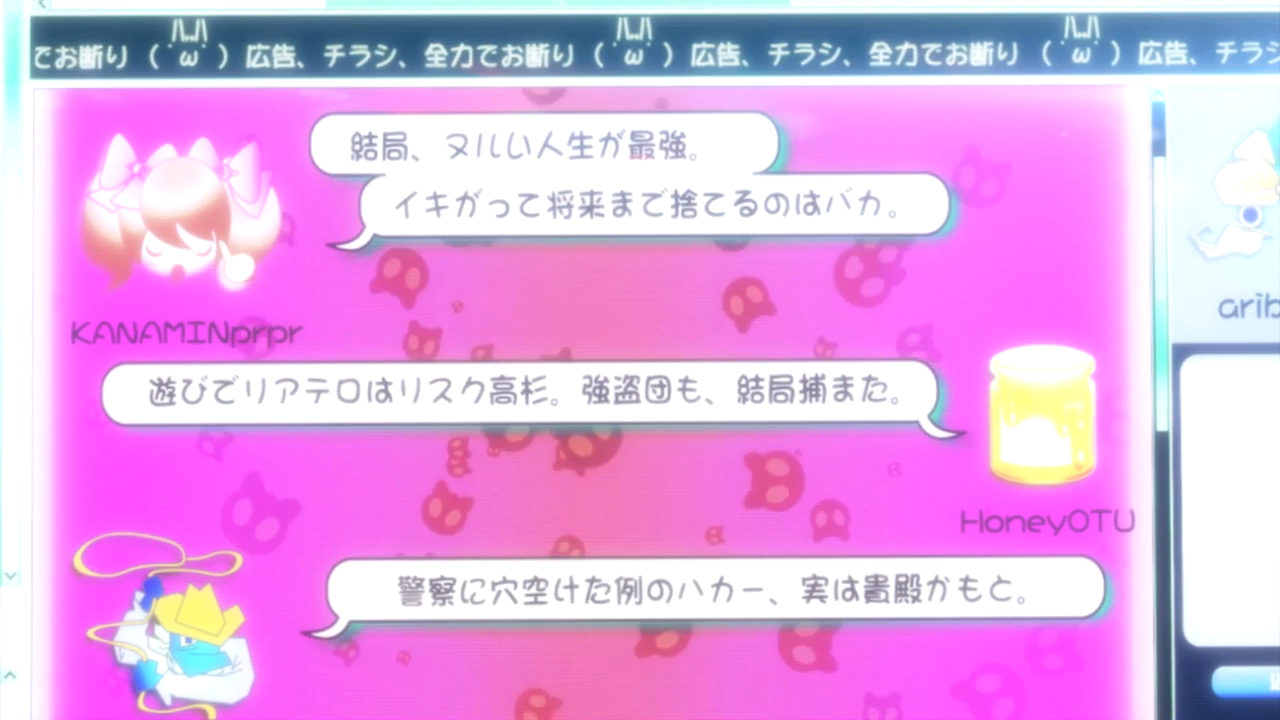 でお断り（ ˙ω˙ ）広告、チラシ、全力でお断り（ ˙ω˙ ）広告、チラシ、全力でお断り（ ˙ω˙ ）広告、チラシ
結局、ヌルい人生が最強。
イキがって将来まで捨てるのはバカ。
KANAMINprpr
arib
遊びでリアテロはリスク高杉。強盗団も、結局捕また。
HoneyOTU
警察に穴空けた例のハカー、実は貴殿かもと。